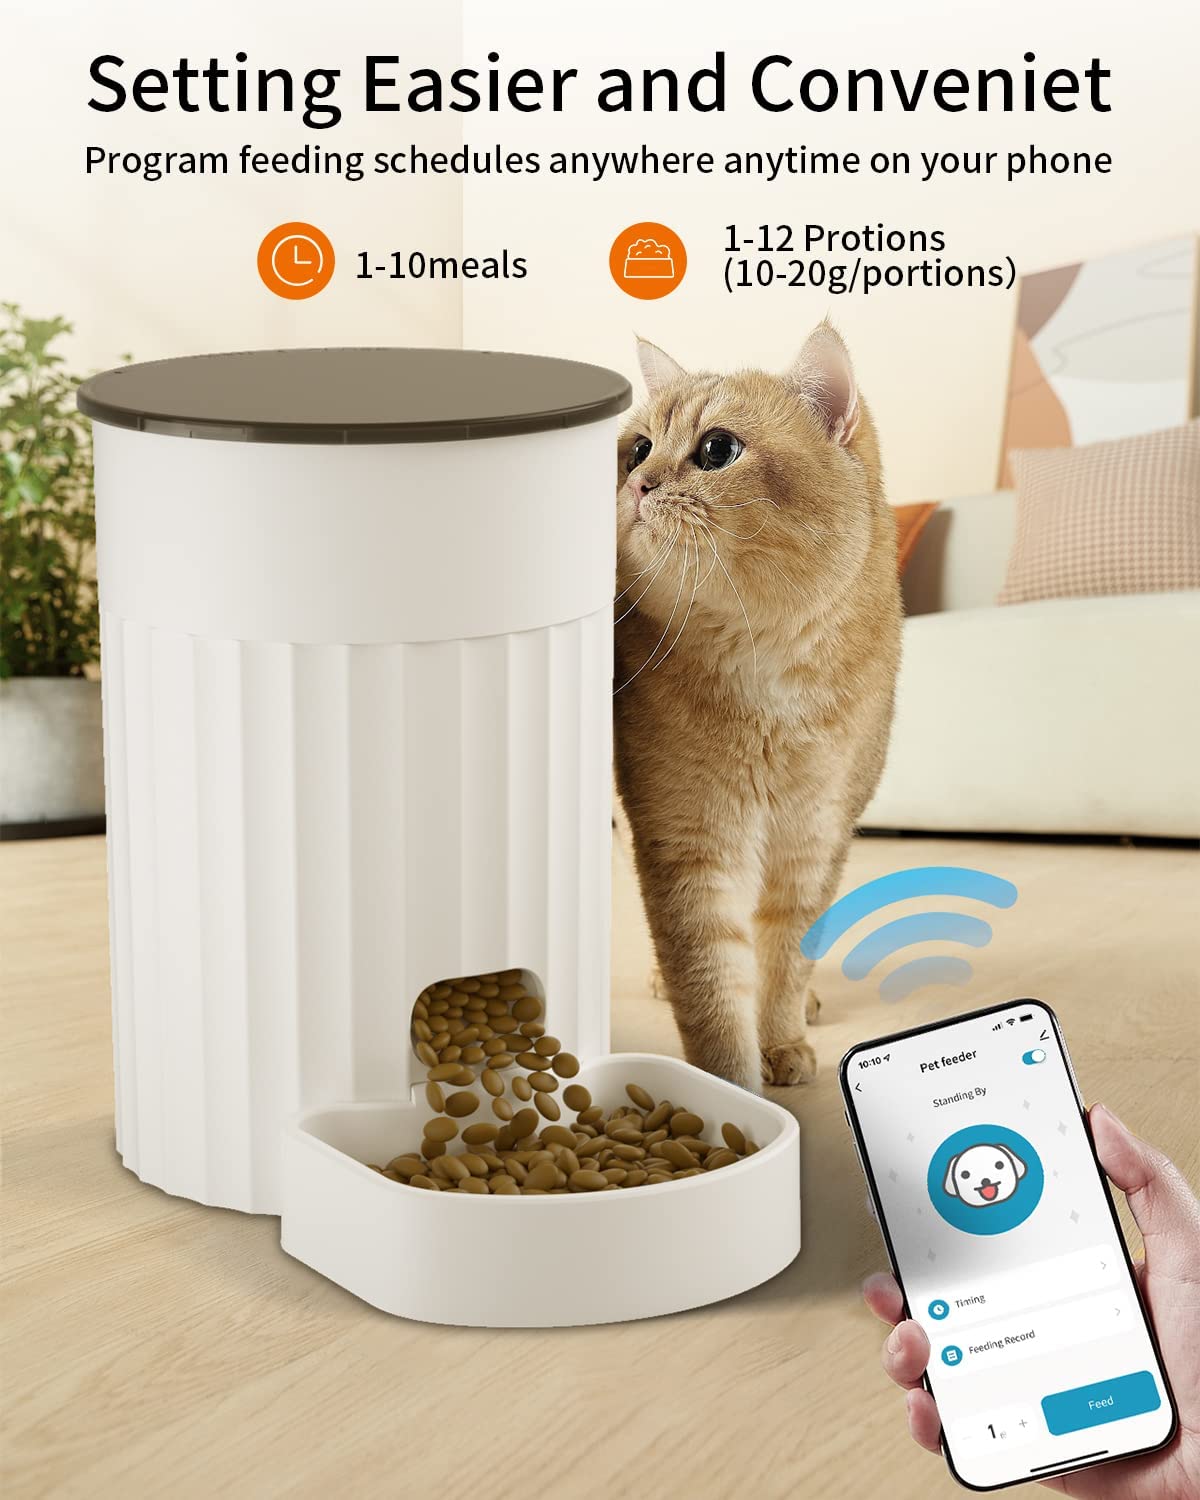 Setting Easier and Conveniet
Program feeding schedules anywhere anytime on your phone
1-10meals
1-12 Protions
(10-20g/portions)
10:10
Pet feeder
Standing By
Timing
Feeding Record
1
+
Feed